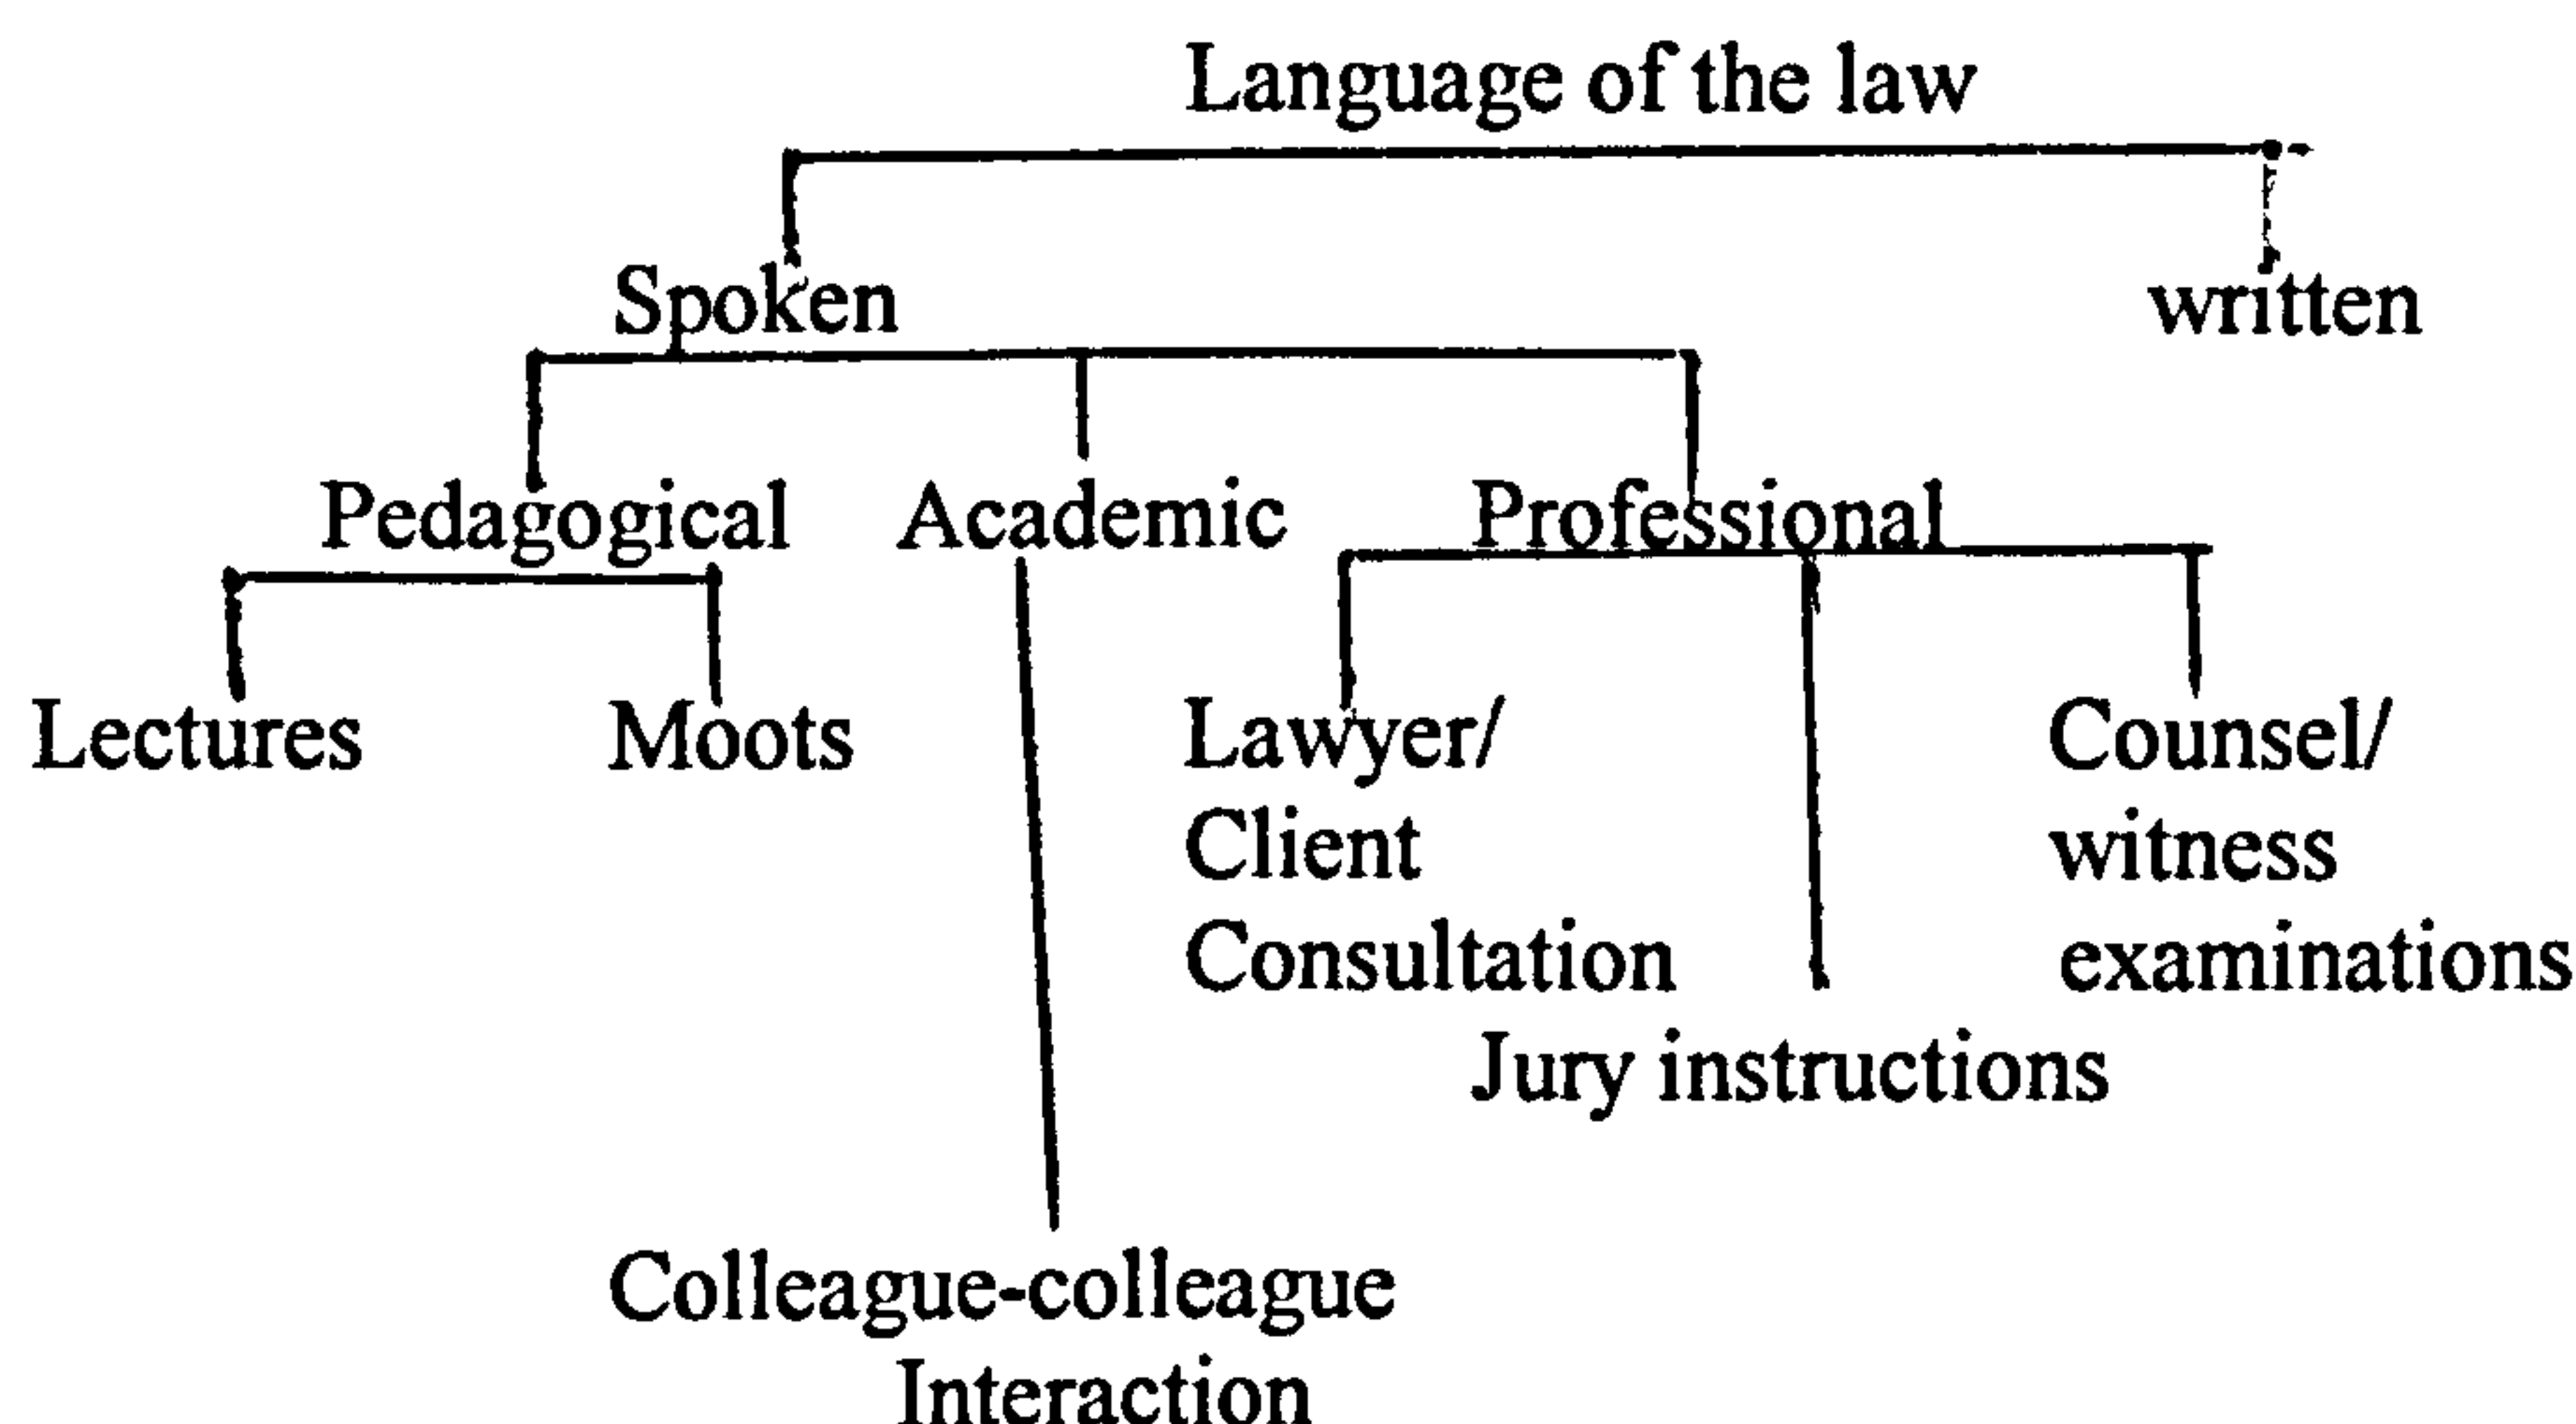 Language of the law
Spoken written
Pedagogical Academic Professional
Lectures Moots Lawyer/ Counsel/
Client witness
Consultation examinations
Jury instructions
Colleague-colleague
Interaction